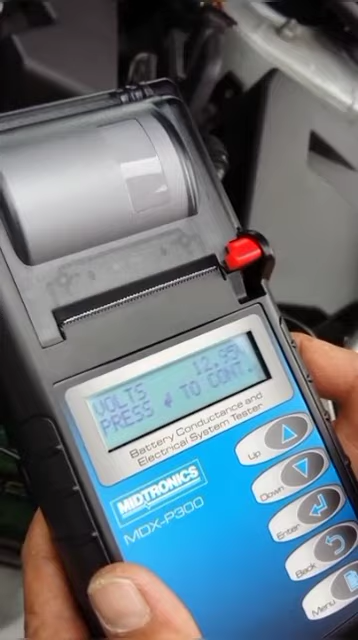 VOLTS 12.95V
PRESS ↲ TO CONT.
Battery Conductance and
Electrical System Tester
MIDTRONICS
MDX-P300
Up
Down
Enter
Back
Menu